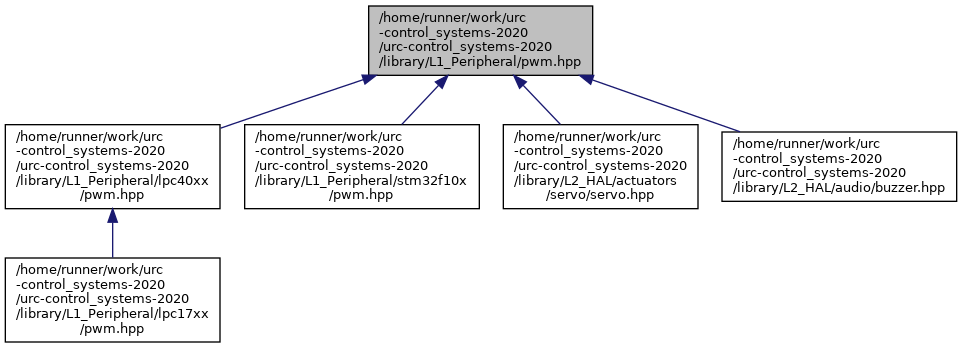 /home/runner/work/urc
-control_systems-2020
/urc-control_systems-2020
/library/L1_Peripheral/pwm.hpp
/home/runner/work/urc
-control_systems-2020
/urc-control_systems-2020
/library/L1_Peripheral/lpc40xx
/pwm.hpp
/home/runner/work/urc
-control_systems-2020
/urc-control_systems-2020
/library/L1_Peripheral/stm32f10x
/pwm.hpp
/home/runner/work/urc
-control_systems-2020
/urc-control_systems-2020
/library/L2_HAL/actuators
/servo/servo.hpp
/home/runner/work/urc
-control_systems-2020
/urc-control_systems-2020
/library/L2_HAL/audio/buzzer.hpp
/home/runner/work/urc
-control_systems-2020
/urc-control_systems-2020
/library/L1_Peripheral/lpc17xx
/pwm.hpp